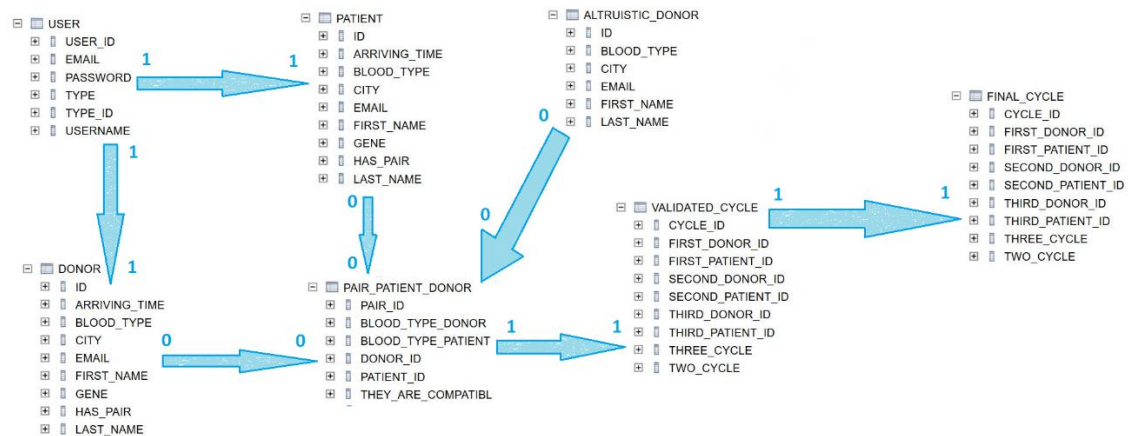 USER
USER_ID
EMAIL
PASSWORD
TYPE
TYPE_ID
USERNAME
1
1
1
1
PATIENT
ID
ARRIVING_TIME
BLOOD_TYPE
CITY
EMAIL
FIRST_NAME
GENE
HAS_PAIR
LAST_NAME
0
0
ALTRUISTIC_DONOR
ID
BLOOD_TYPE
CITY
EMAIL
FIRST_NAME
LAST_NAME
0
0
DONOR
ID
ARRIVING_TIME
BLOOD_TYPE
CITY
EMAIL
FIRST_NAME
GENE
HAS_PAIR
LAST_NAME
0
0
PAIR_PATIENT_DONOR
PAIR_ID
BLOOD_TYPE_DONOR
BLOOD_TYPE_PATIENT
DONOR_ID
PATIENT_ID
THEY_ARE_COMPATIBL
1
1
VALIDATED_CYCLE
CYCLE_ID
FIRST_DONOR_ID
FIRST_PATIENT_ID
SECOND_DONOR_ID
SECOND_PATIENT_ID
THIRD_DONOR_ID
THIRD_PATIENT_ID
THREE_CYCLE
TWO_CYCLE
1
1
FINAL_CYCLE
CYCLE_ID
FIRST_DONOR_ID
FIRST_PATIENT_ID
SECOND_DONOR_ID
SECOND_PATIENT_ID
THIRD_DONOR_ID
THIRD_PATIENT_ID
THREE_CYCLE
TWO_CYCLE